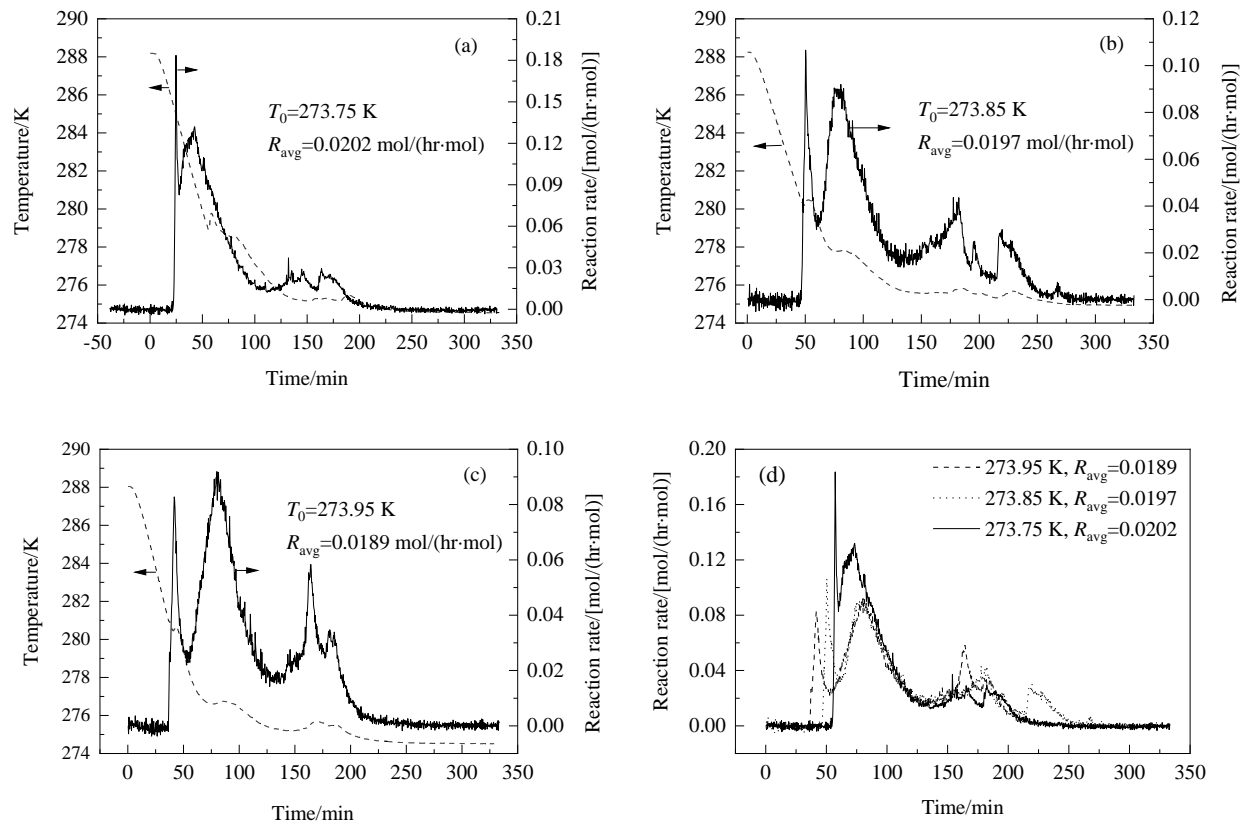 (a)
T0=273.75 K
Ravg=0.0202 mol/(hr·mol)
290
288
286
284
282
280
278
276
274
Temperature/K
0.21
0.18
0.15
0.12
0.09
0.06
0.03
0.00
Reaction rate/[mol/(hr·mol)]
-50 0 50 100 150 200 250 300 350
Time/min
(b)
T0=273.85 K
Ravg=0.0197 mol/(hr·mol)
290
288
286
284
282
280
278
276
274
Temperature/K
0.12
0.10
0.08
0.06
0.04
0.02
0.00
Reaction rate/[mol/(hr·mol)]
0 50 100 150 200 250 300 350
Time/min
(c)
T0=273.95 K
Ravg=0.0189 mol/(hr·mol)
290
288
286
284
282
280
278
276
274
Temperature/K
0.10
0.08
0.06
0.04
0.02
0.00
Reaction rate/[mol/(hr·mol)]
0 50 100 150 200 250 300 350
Time/min
(d)
273.95 K, Ravg=0.0189
273.85 K, Ravg=0.0197
273.75 K, Ravg=0.0202
0.20
0.16
0.12
0.08
0.04
0.00
Reaction rate/[mol/(hr·mol)]
0 50 100 150 200 250 300 350
Time/min